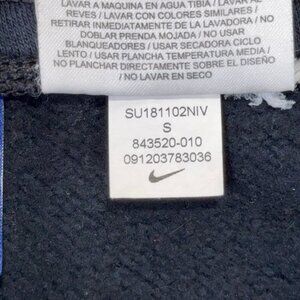 LAVAR A MAQUINA EN AGUA TIBIA / LAVAR AL
REVES / LAVAR CON COLORES SIMILARES /
RETIRAR INMEDIATAMENTE DE LA LAVADORA / NO
DOBLAR PRENDA MOJADA / NO USAR
BLANQUEADORES / USAR SECADORA CICLO
LENTO / USAR PLANCHA TEMPERATURA MEDIA /
NO PLANCHAR DIRECTAMENTE SOBRE EL DISEÑO
/ NO LAVAR EN SECO
SU181102NIV
S
843520-010
091203783036